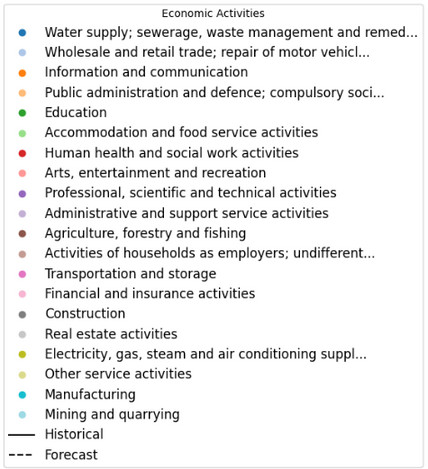 Economic Activities
Water supply; sewerage, waste management and remed...
Wholesale and retail trade; repair of motor vehicl...
Information and communication
Public administration and defence; compulsory soci...
Education
Accommodation and food service activities
Human health and social work activities
Arts, entertainment and recreation
Professional, scientific and technical activities
Administrative and support service activities
Agriculture, forestry and fishing
Activities of households as employers; undifferent...
Transportation and storage
Financial and insurance activities
Construction
Real estate activities
Electricity, gas, steam and air conditioning suppl...
Other service activities
Manufacturing
Mining and quarrying
Historical
Forecast